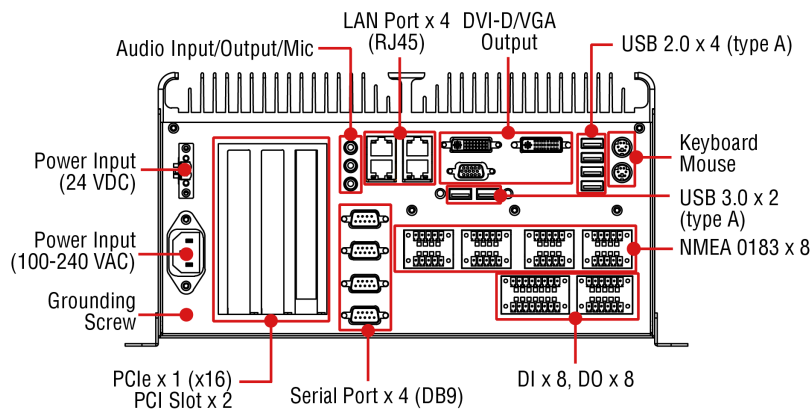 LAN Port x 4
(RJ45)
DVI-D/VGA
Output
Audio Input/Output/Mic
USB 2.0 x 4 (type A)
Keyboard
Mouse
Power Input
(24 VDC)
USB 3.0 x 2
(type A)
Power Input
(100-240 VAC)
NMEA 0183 x 8
Grounding
Screw
PCIe x 1 (x16)
PCI Slot x 2
Serial Port x 4 (DB9)
DI x 8, DO x 8